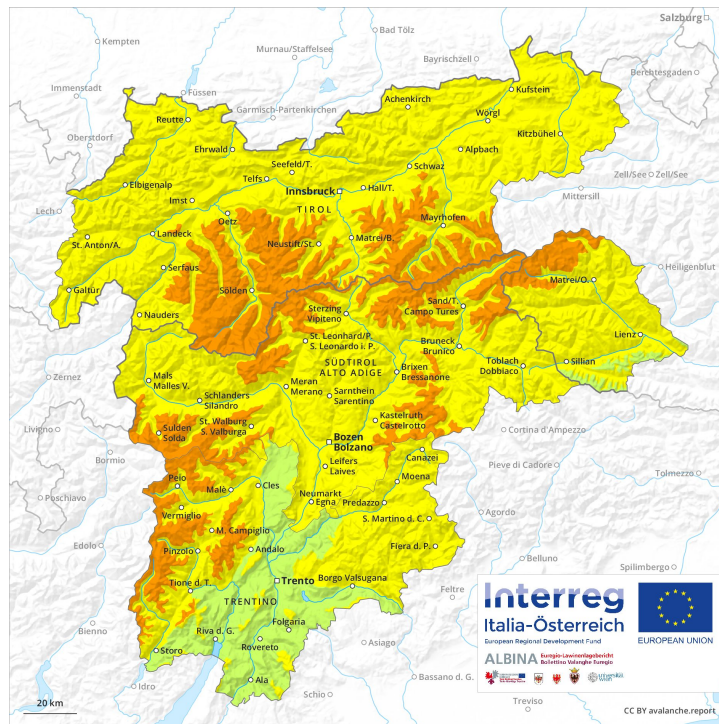 Salzburg
Kempten
Bad Tölz
Murnau/Staffelsee
Bayrischzell
Berchtesgaden
Immenstadt
Füssen
Garmisch-Partenkirchen
Achenkirch
Kufstein
Reutte
Wörgl
Oberstdorf
Ehrwald
Kitzbühel
Seefeld/T.
Alpbach
Telfs
Schwaz
Zell/See
Zell/See
Elbigenalp
Innsbruck
Hall/T.
Mittersill
Imst
Lech
TIROL
Oetz
Mayrhofen
Landeck
Neustift/St.
Matrei/B.
St. Anton/A.
Serfaus
Heiligenblut
Galtür
Sölden
Matrei/O.
Sand/T.
Campo Tures
Nauders
Sterzing
Vipiteno
Lienz
St. Leonhard/P.
S. Leonardo i. P.
Bruneck
Brunico
Sillian
SÜDTIROL
ALTO ADIGE
Toblach
Dobbiaco
Zernez
Mals
Malles V.
Meran
Merano
Brixen
Bressanone
Schlanders
Silandro
Sarnthein
Sarentino
Kastelruth
Castelrotto
Livigno
Sulden
Solda
St. Walburg
S. Valburga
Cortina d'Ampezzo
Bozen
Bolzano
Bormio
Canazei
Pieve di Cadore
Leifers
Laives
Tolmezzo
Peio
Moena
Malè
Cles
Poschiavo
Neumarkt
Egna
Predazzo
Vermiglio
Agordo
S. Martino d. C.
M. Campiglio
Edolo
Pinzolo
Andalo
Fiera d. P.
Belluno
Spilimbergo
Trento
Tione d. T.
Borgo Valsugana
Feltre
TRENTINO
Bienno
Folgaria
Riva d. G.
Rovereto
Asiago
Storo
Bassano d. G.
Idro
Ala
Schio
Treviso
Interreg
Italia-Österreich
European Regional Development Fund
EUROPEAN UNION
ALBINA
Euregio-Lawinenlagebericht
Bollettino Valanghe Euregio
universität
wien
20 km
CC BY avalanche.report